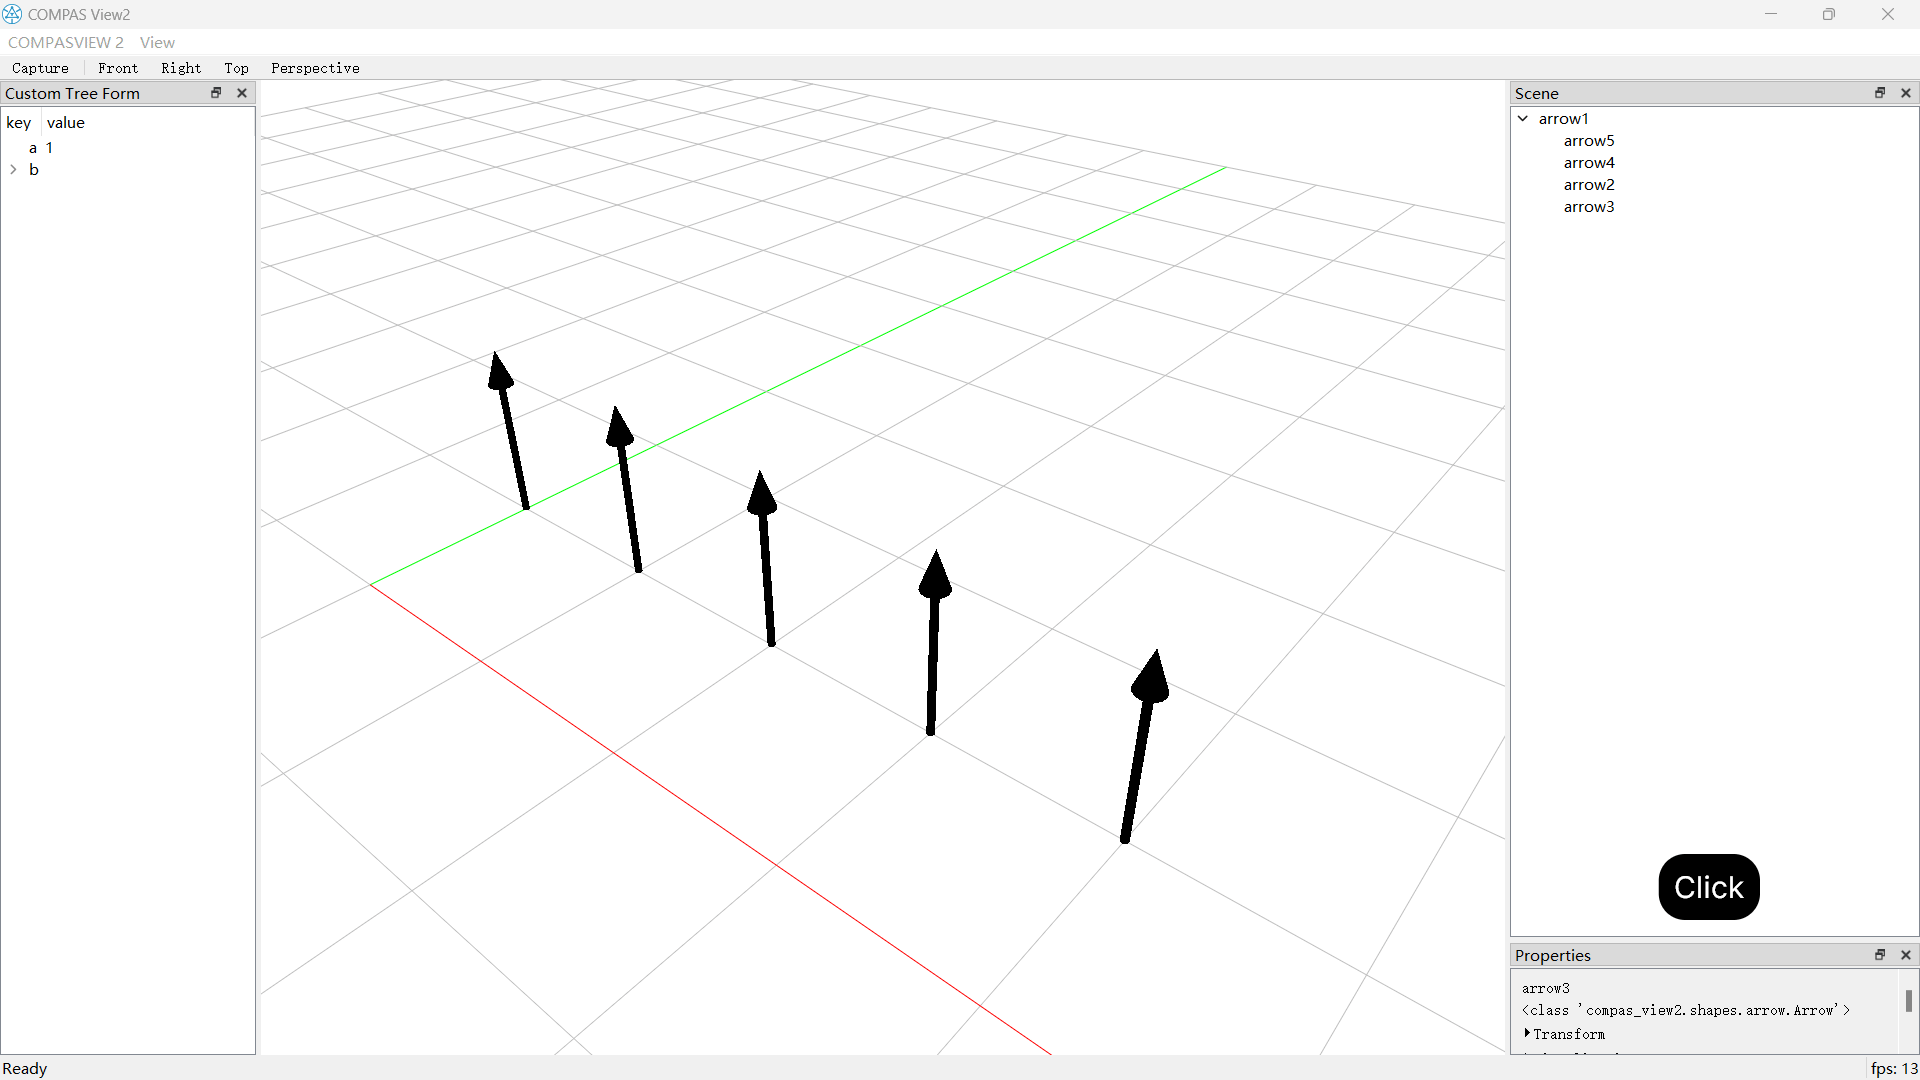 COMPAS View2
COMPASVIEW 2 View
Capture Front Right Top Perspective
Custom Tree Form
key value
a 1
b
Scene
arrow1
arrow5
arrow4
arrow2
arrow3
Click
Properties
arrow3
<class 'compas_view2.shapes.arrow.Arrow'>
Transform
Ready
fps: 13